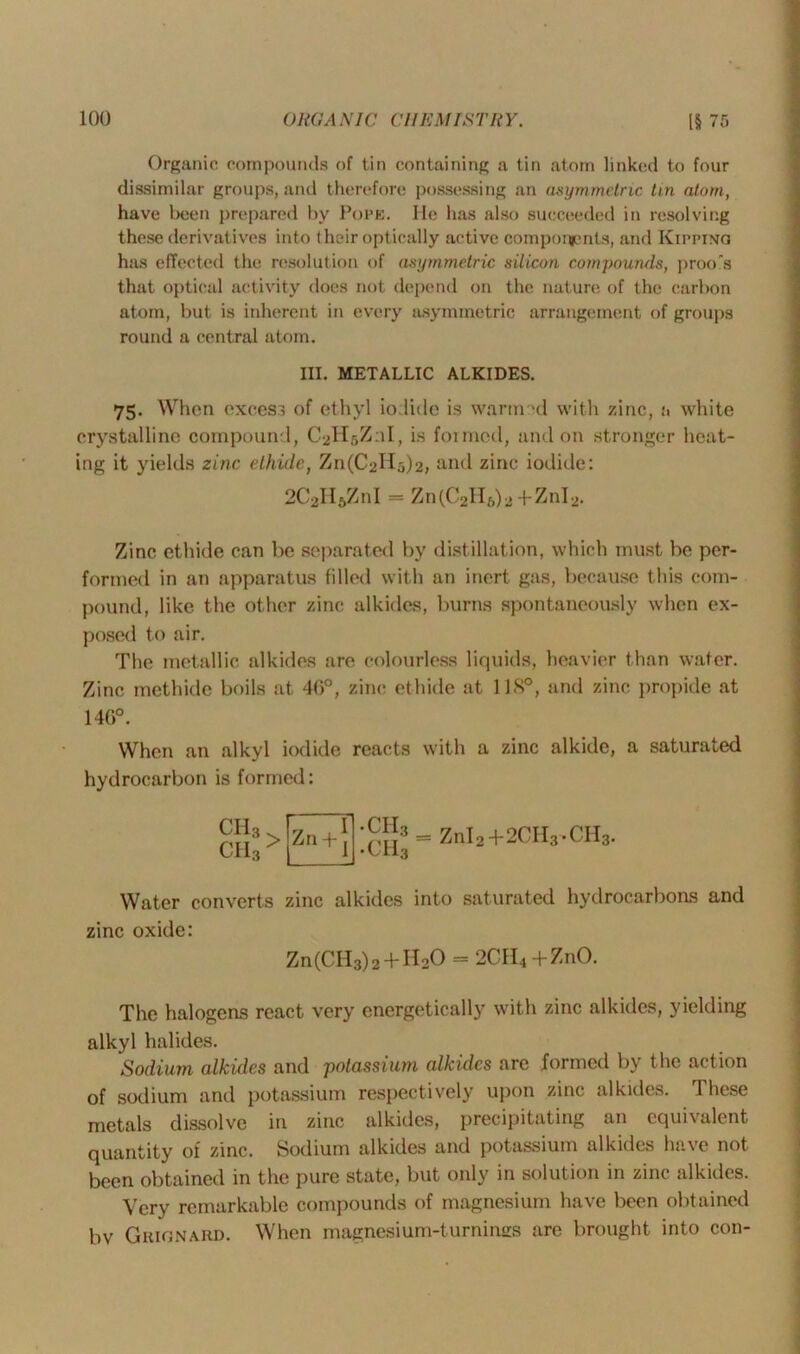 100 ORGANIC CHEMISTRY. [§ 75
Organic compounds of tin containing a tin atom linked to four
dissimilar groups, and therefore possessing an asymmetric tin atom,
have been prepared by Pope. He has also succeeded in resolving
these derivatives into their optically active components, and Kipping
has effected the resolution of asymmetric silicon compounds, proofs
that optical activity does not depend on the nature of the carbon
atom, but is inherent in every asymmetric arrangement of groups
round a central atom.
III. METALLIC ALKIDES.
75. When excess of ethyl iodide is warmed with zinc, a white
crystalline compound, C₂H₅ZnI, is formed, and on stronger heat-
ing it yields zinc ethide, Zn(C₂H₅)₂, and zinc iodide:
2C₂H₅ZnI = Zn(C₂H₅)₂+ZnI₂.
Zinc ethide can be separated by distillation, which must be per-
formed in an apparatus filled with an inert gas, because this com-
pound, like the other zinc alkides, burns spontaneously when ex-
posed to air.
The metallic alkides are colourless liquids, heavier than water.
Zinc methide boils at 46°, zinc ethide at 118°, and zinc propide at
146°.
When an alkyl iodide reacts with a zinc alkide, a saturated
hydrocarbon is formed:
CH₃ > Zn + I ·CH₃ = ZnI₂+2CH₃·CH₃.
CH₃ I ·CH₃
Water converts zinc alkides into saturated hydrocarbons and
zinc oxide:
Zn(CH₃)₂+H₂O = 2CH₄+ZnO.
The halogens react very energetically with zinc alkides, yielding
alkyl halides.
Sodium alkides and potassium alkides are formed by the action
of sodium and potassium respectively upon zinc alkides. These
metals dissolve in zinc alkides, precipitating an equivalent
quantity of zinc. Sodium alkides and potassium alkides have not
been obtained in the pure state, but only in solution in zinc alkides.
Very remarkable compounds of magnesium have been obtained
by Grignard. When magnesium-turnings are brought into con-